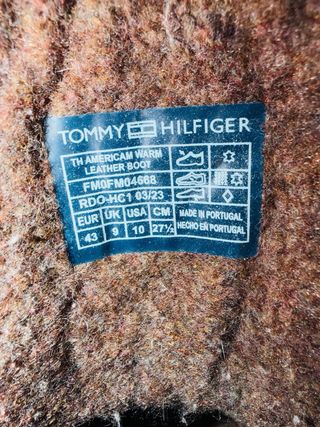 TOMMY HILFIGER
TH AMERICAM WARM
LEATHER BOOT
FM0FM04668
RDO-HC1 03/23
EUR UK USA CM
43 9 10 27½
MADE IN PORTUGAL
HECHO EN PORTUGAL